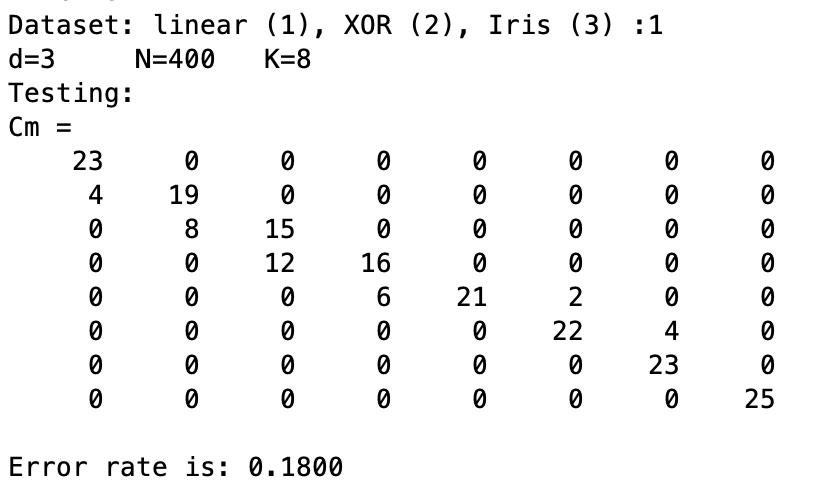 Dataset: linear (1), XOR (2), Iris (3) :1
d=3     N=400   K=8
Testing:
Cm =
    23     0     0     0     0     0     0     0
     4    19     0     0     0     0     0     0
     0     8    15     0     0     0     0     0
     0     0    12    16     0     0     0     0
     0     0     0     6    21     2     0     0
     0     0     0     0     0    22     4     0
     0     0     0     0     0     0    23     0
     0     0     0     0     0     0     0    25
Error rate is: 0.1800